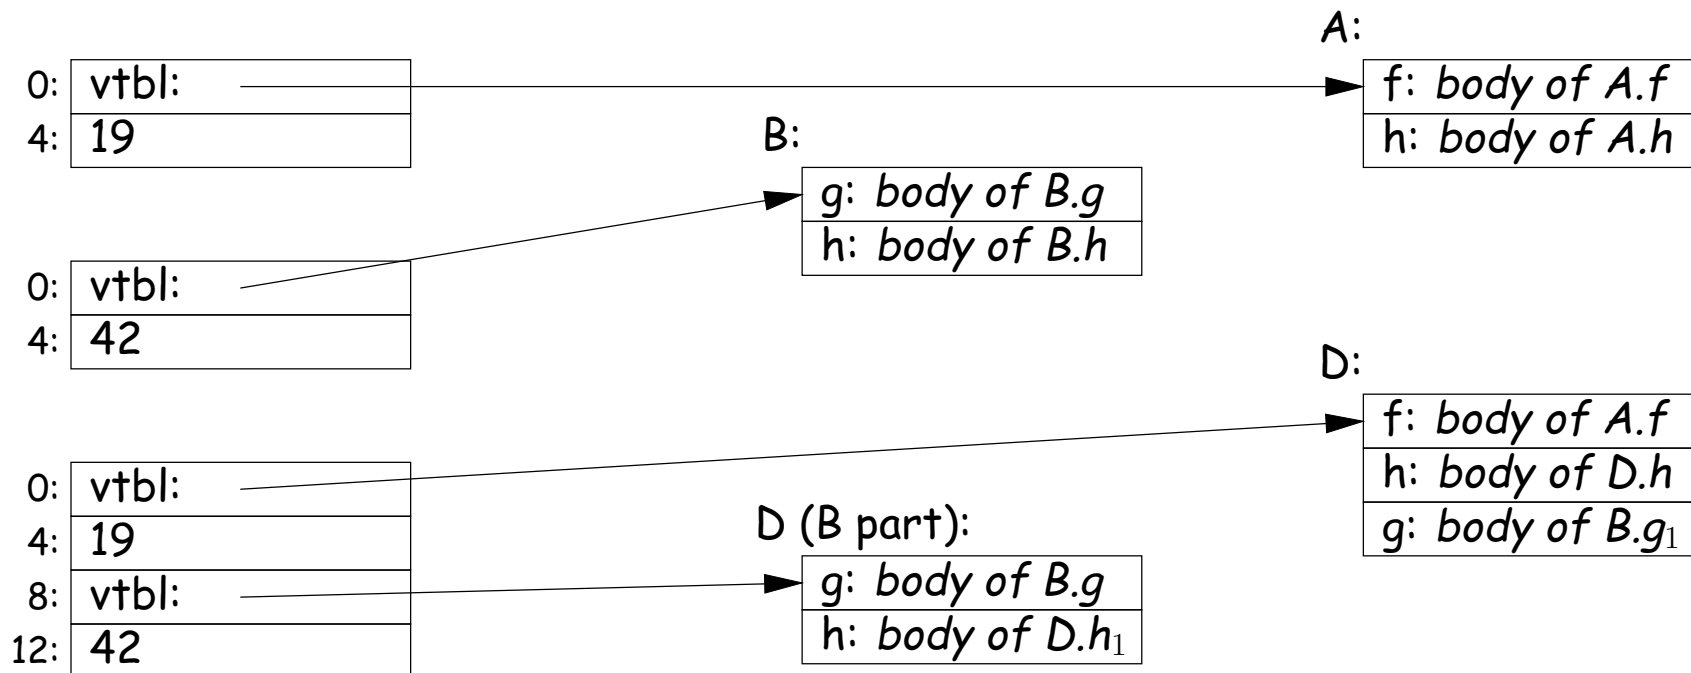 A:
0: vtbl:
f: body of A.f
4: 19
h: body of A.h
B:
g: body of B.g
h: body of B.h
0: vtbl:
4: 42
D:
f: body of A.f
0: vtbl:
h: body of D.h
4: 19
D (B part):
g: body of B.g₁
8: vtbl:
g: body of B.g
12: 42
h: body of D.h₁